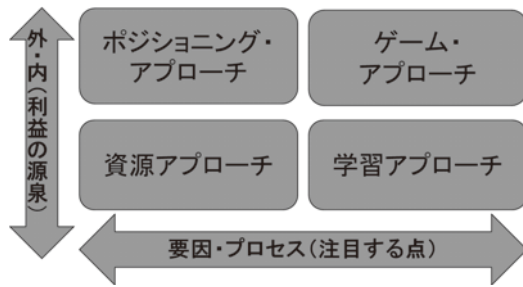 外・内(利益の源泉)
ポジショニング・
アプローチ
ゲーム・
アプローチ
資源アプローチ
学習アプローチ
要因・プロセス(注目する点)